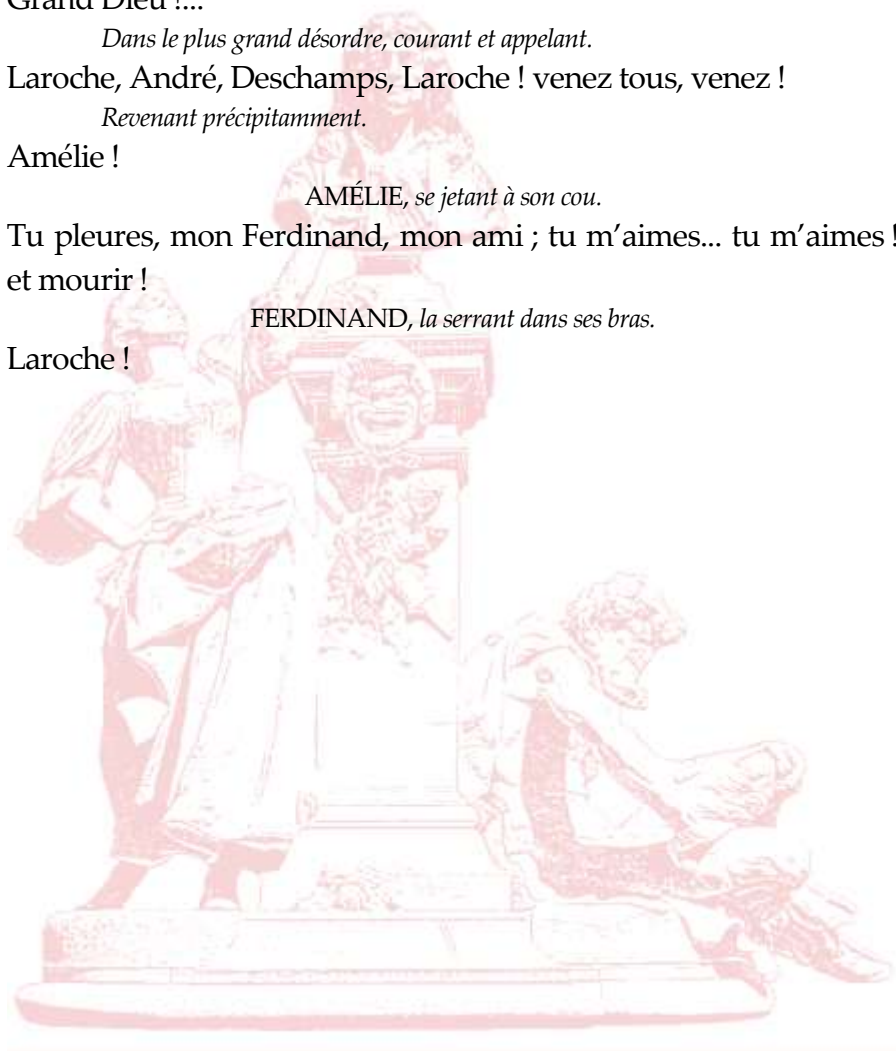 Grand Dieu !...
Dans le plus grand désordre, courant et appelant.
Laroche, André, Deschamps, Laroche ! venez tous, venez !
Revenant précipitamment.
Amélie !
AMÉLIE, se jetant à son cou.
Tu pleures, mon Ferdinand, mon ami ; tu m’aimes... tu m’aimes !
et mourir !
FERDINAND, la serrant dans ses bras.
Laroche !